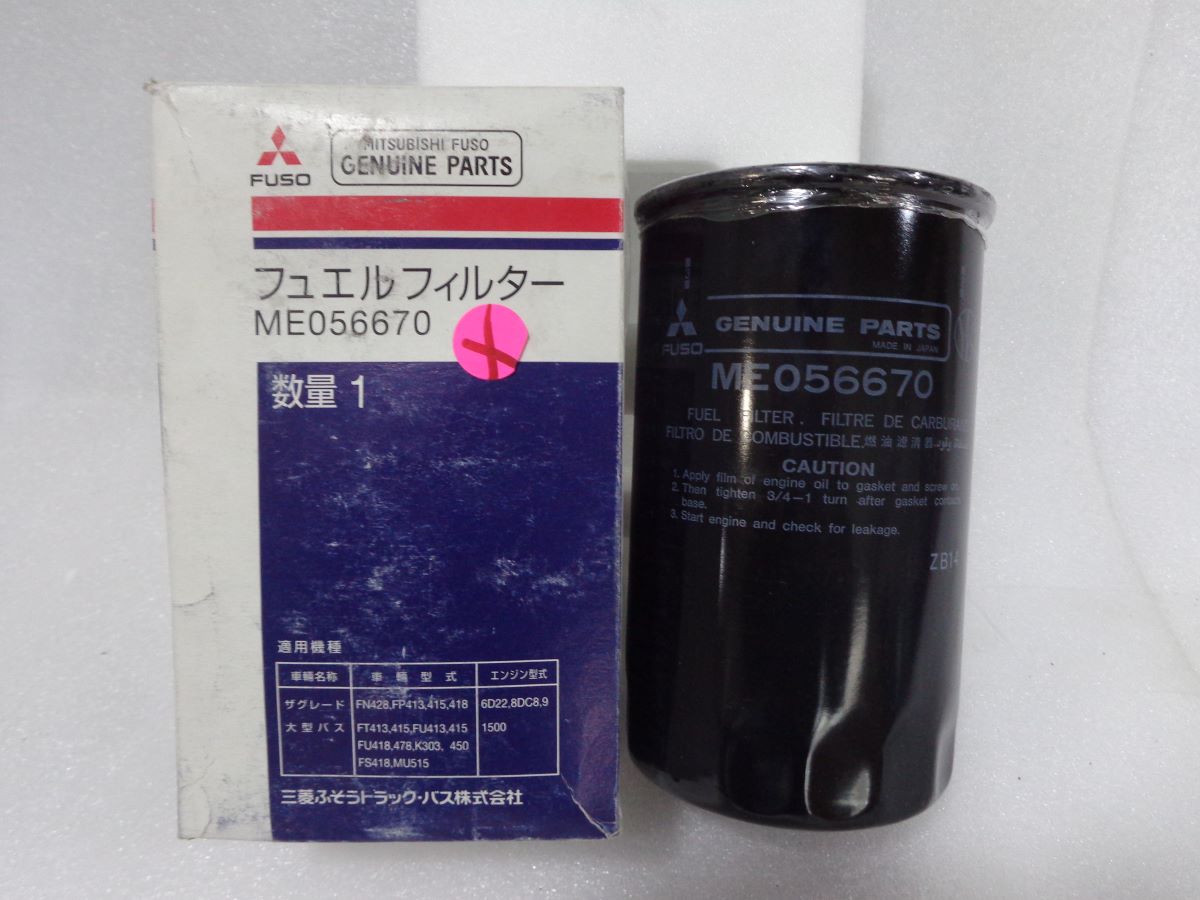 FUSO
MITSUBISHI FUSO
GENUINE PARTS
フュエルフィルター
ME056670
数量 1
適用機種
車輛名称 車輛型式 エンジン型式
ザグレード FN428,FP413,415,418 6D22,8DC8,9
大型バス FT413,415,FU413,415 1500
FU418,478,K303, 450
FS418,MU515
三菱ふそうトラック・バス株式会社
FUSO
GENUINE PARTS
MADE IN JAPAN
ME056670
FUEL FILTER. FILTRE DE CARBURA
FILTRO DE COMBUSTIBLE.燃油滤清器
CAUTION
1. Apply film of engine oil to gasket and screw on.
2. Then tighten 3/4-1 turn after gasket contacts
base.
3. Start engine and check for leakage.
ZB14